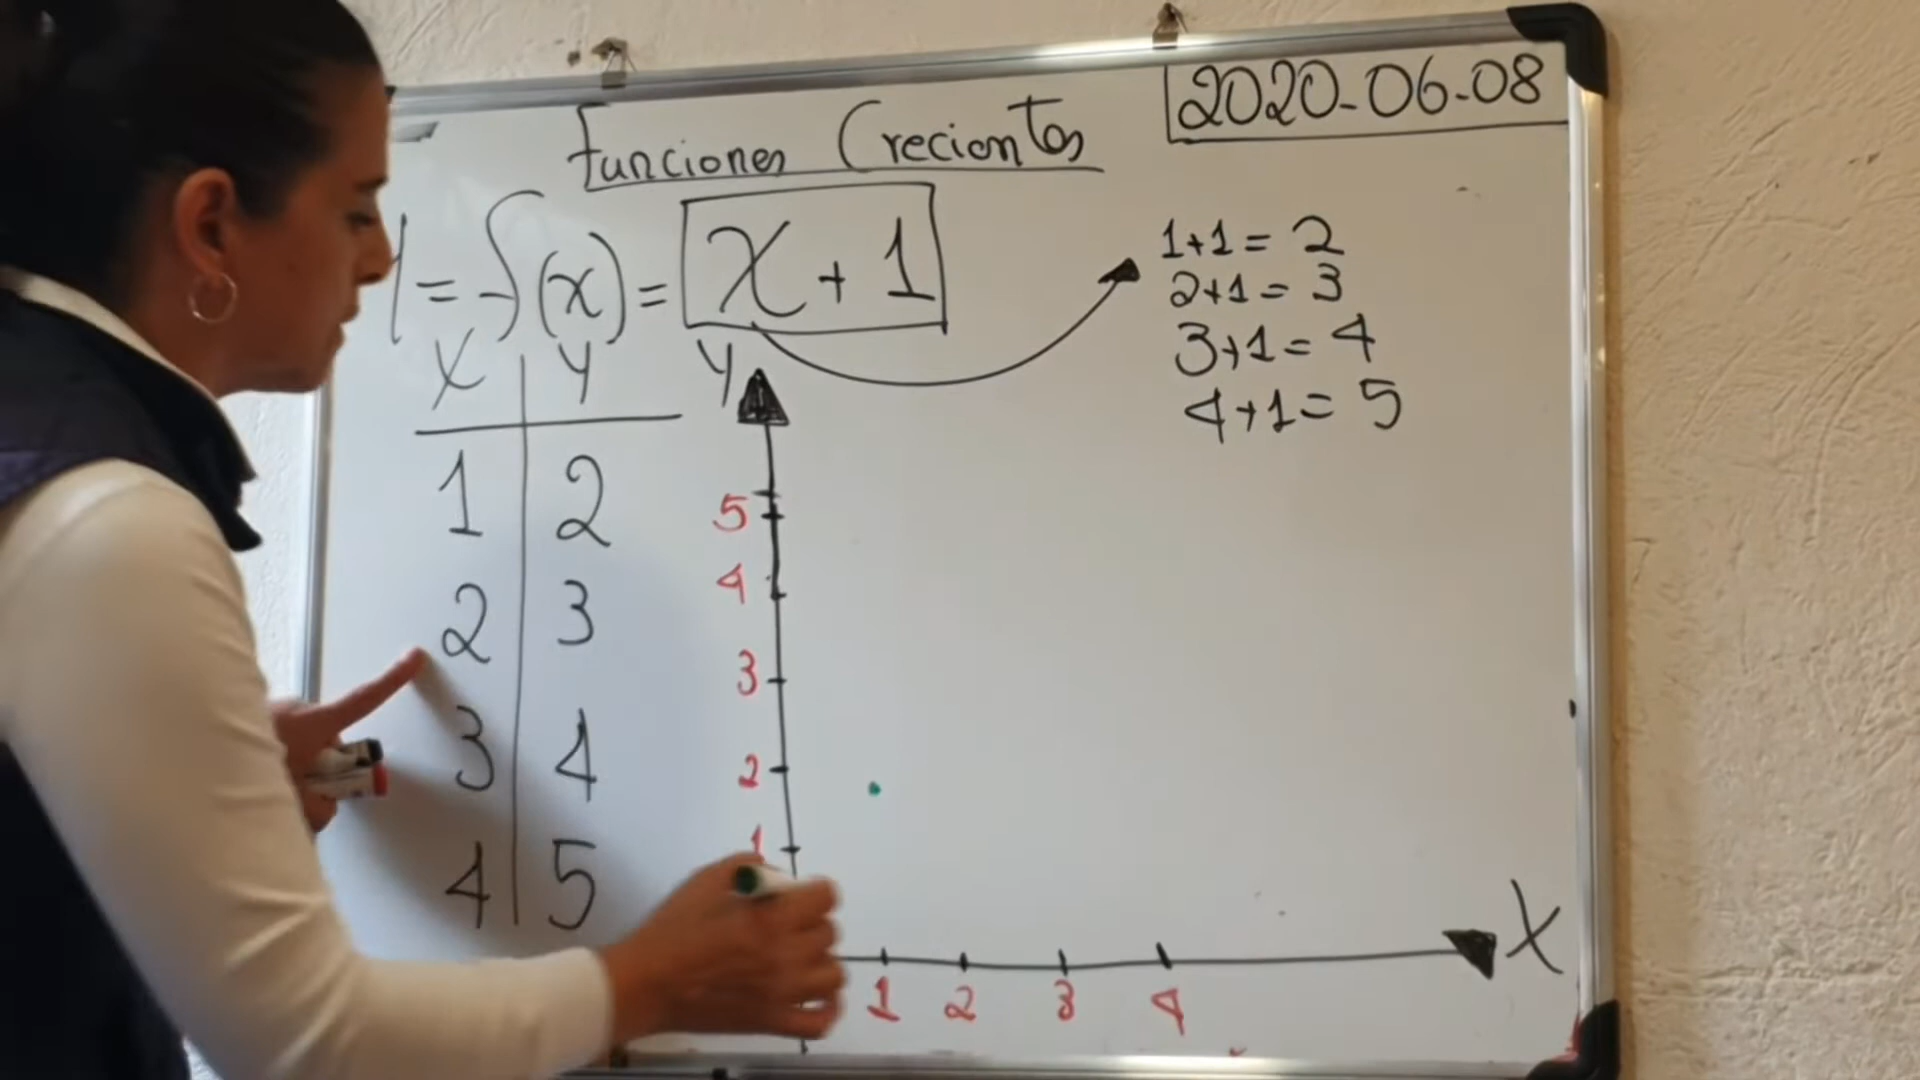 2020-06-08
Funciones Crecientes
y = f(x) = x + 1
1+1= 2
2+1= 3
3+1= 4
4+1= 5
x y
1 2
2 3
3 4
4 5
y
5
4
3
2
1
1 2 3 4
X